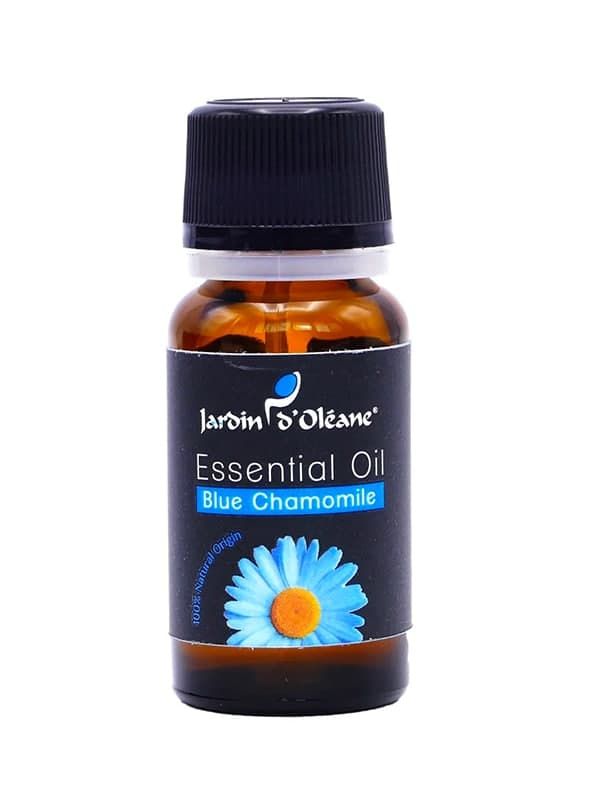 Jardin d'Oléane®
Essential Oil
Blue Chamomile
100% Natural Origin